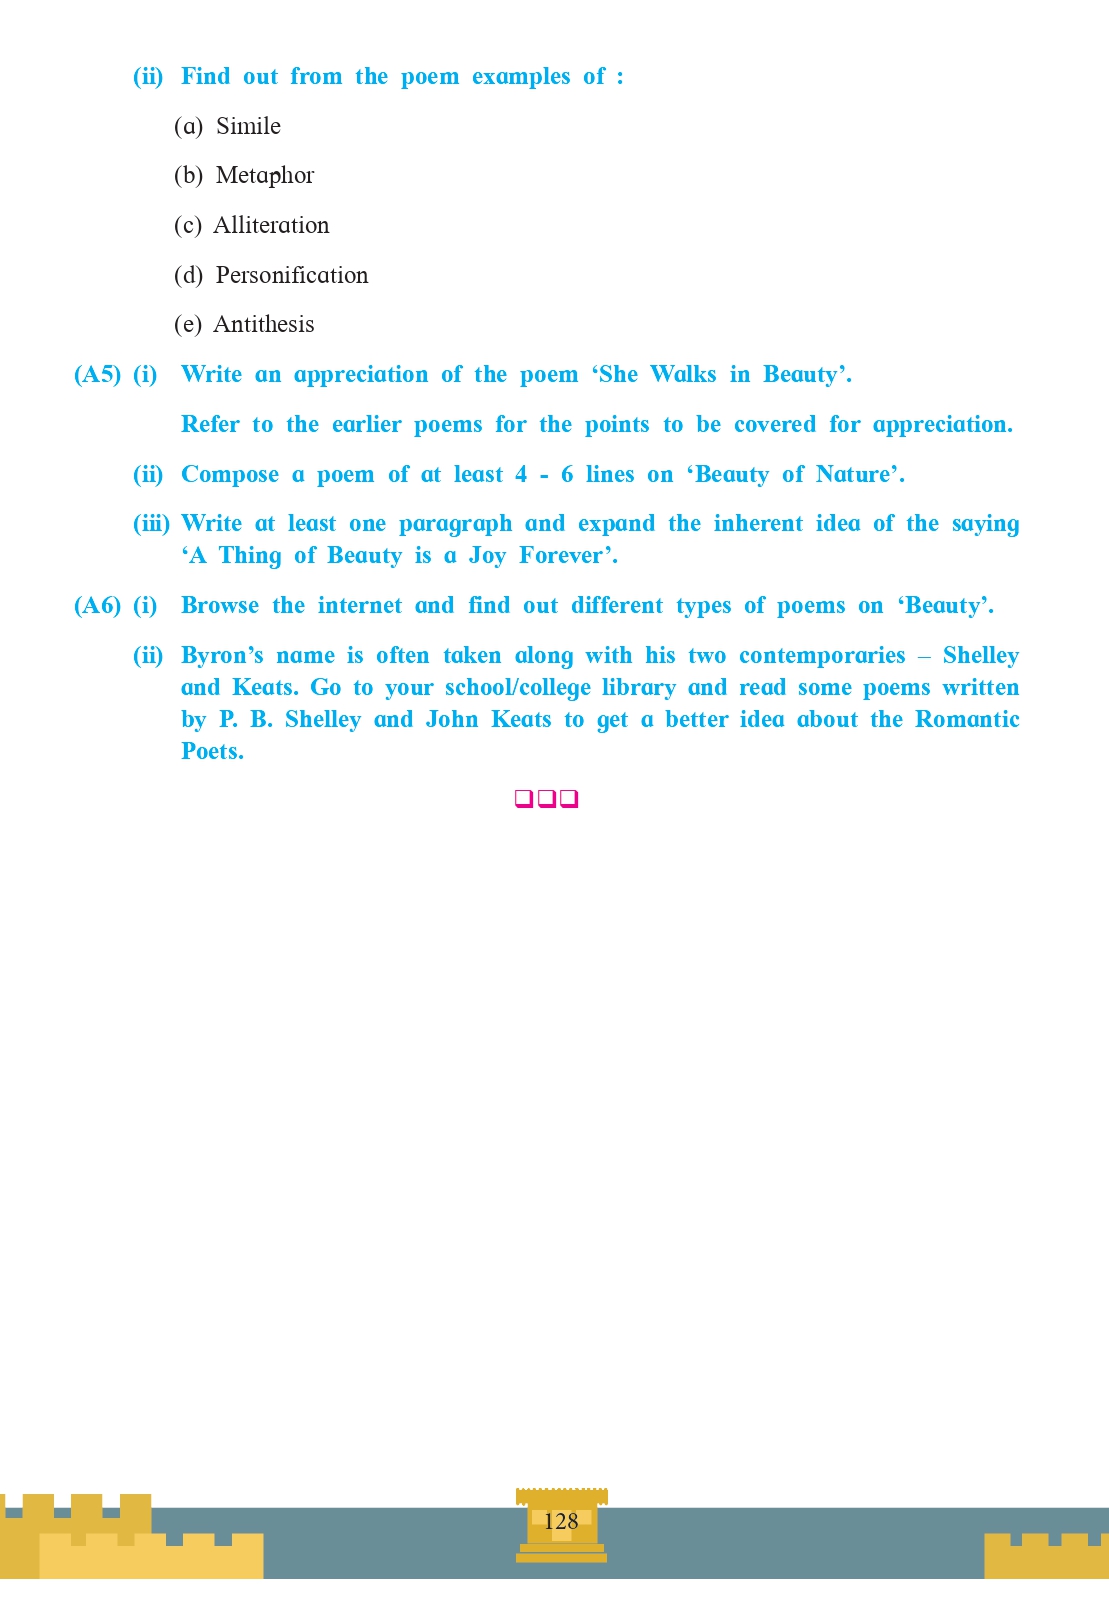 (ii) Find out from the poem examples of :
(a) Simile
(b) Metaphor
(c) Alliteration
(d) Personification
(e) Antithesis
(A5) (i) Write an appreciation of the poem ‘She Walks in Beauty’.
Refer to the earlier poems for the points to be covered for appreciation.
(ii) Compose a poem of at least 4 - 6 lines on ‘Beauty of Nature’.
(iii) Write at least one paragraph and expand the inherent idea of the saying
‘A Thing of Beauty is a Joy Forever’.
(A6) (i) Browse the internet and find out different types of poems on ‘Beauty’.
(ii) Byron’s name is often taken along with his two contemporaries – Shelley
and Keats. Go to your school/college library and read some poems written
by P. B. Shelley and John Keats to get a better idea about the Romantic
Poets.
128